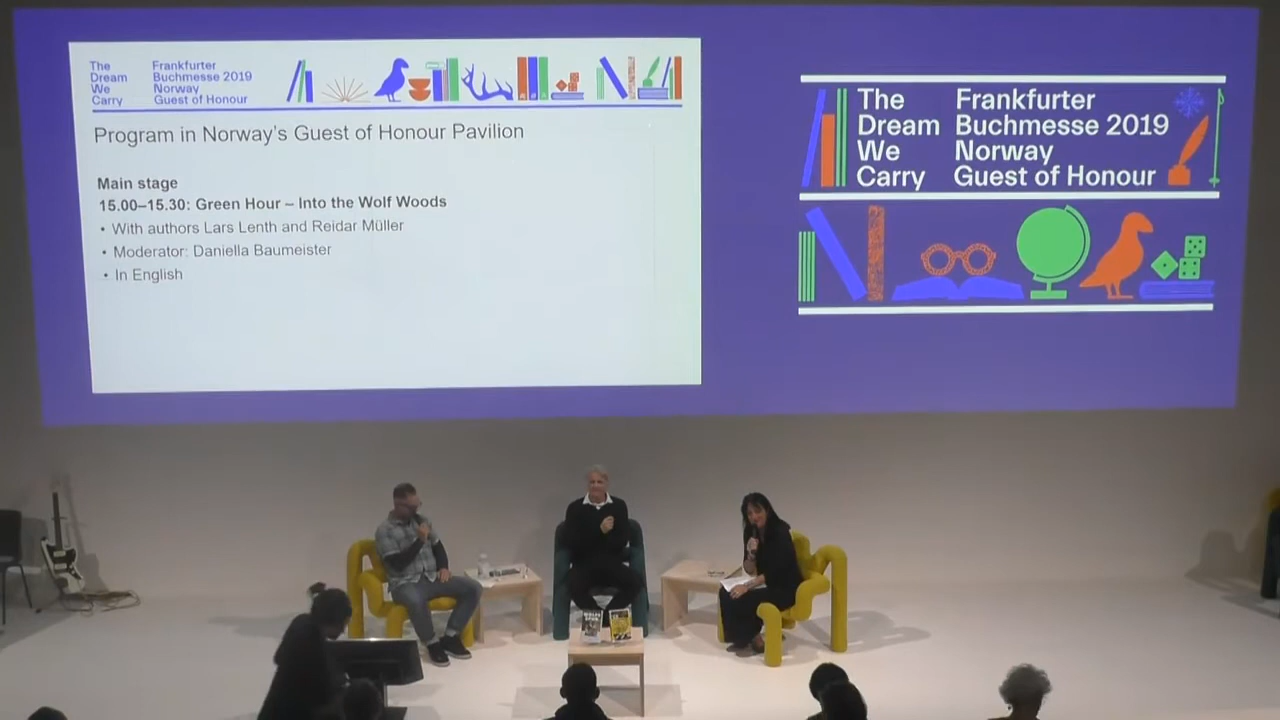 The Dream We Carry
Frankfurter Buchmesse 2019 Norway Guest of Honour
Program in Norway's Guest of Honour Pavilion
Main stage
15.00–15.30: Green Hour – Into the Wolf Woods
• With authors Lars Lenth and Reidar Müller
• Moderator: Daniella Baumeister
• In English
The
Dream
We
Carry
Frankfurter
Buchmesse 2019
Norway
Guest of Honour